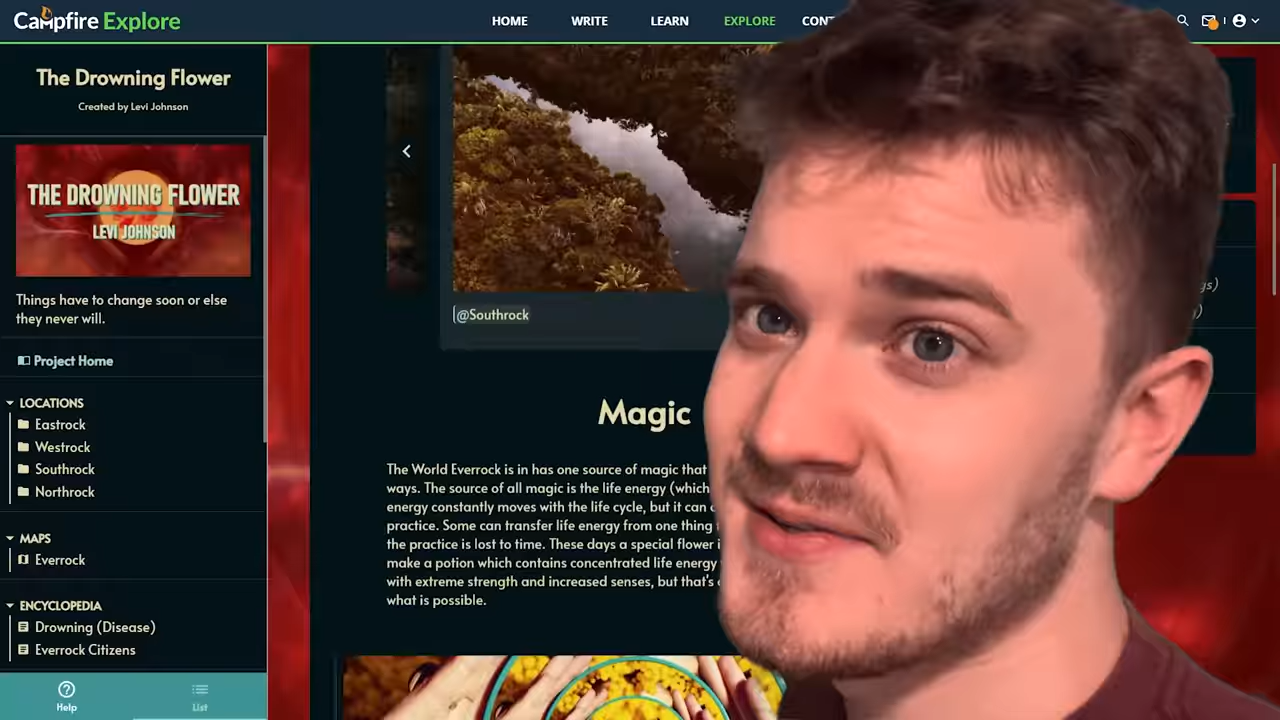 Campfire Explore
HOME
WRITE
LEARN
EXPLORE
The Drowning Flower
Created by Levi Johnson
THE DROWNING FLOWER
LEVI JOHNSON
Things have to change soon or else
they never will.
Project Home
LOCATIONS
Eastrock
Westrock
Southrock
Northrock
MAPS
Everrock
ENCYCLOPEDIA
Drowning (Disease)
Everrock Citizens
Help
List
@Southrock
Magic
The World Everrock is in has one source of magic that
ways. The source of all magic is the life energy (which
energy constantly moves with the life cycle, but it can
practice. Some can transfer life energy from one thing
the practice is lost to time. These days a special flower
make a potion which contains concentrated life energy
with extreme strength and increased senses, but that's
what is possible.